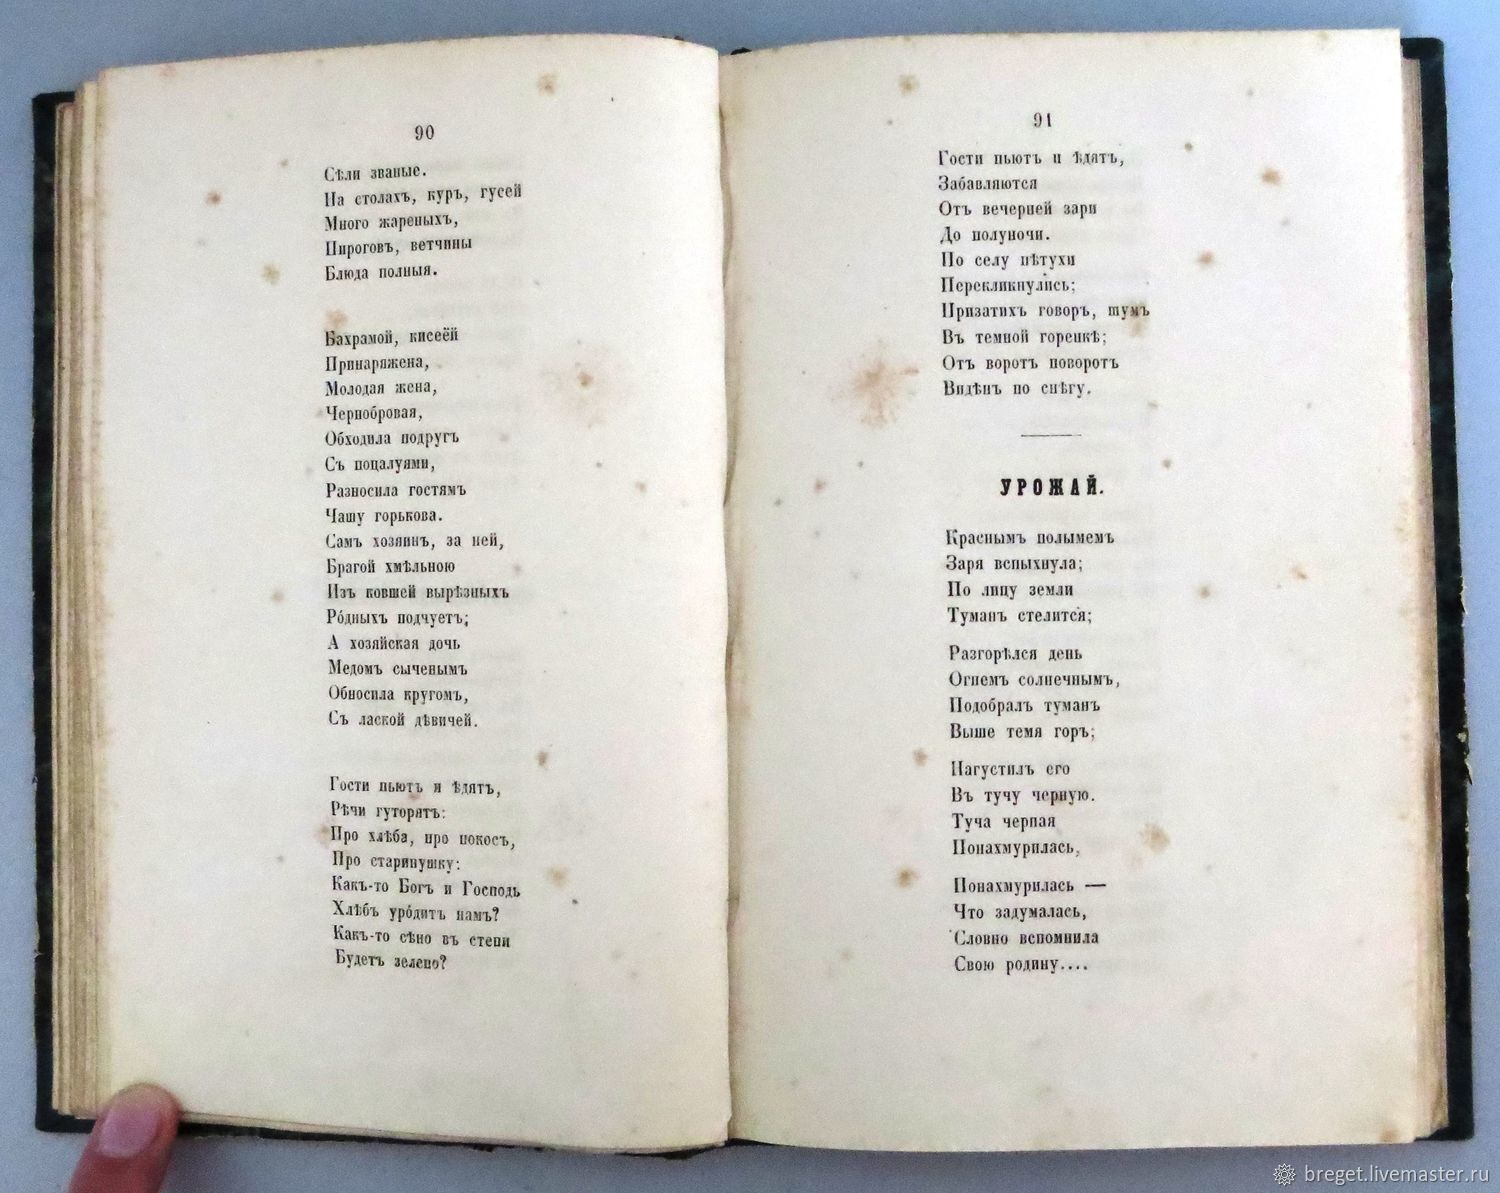 90
Сѣли званые.
На столахъ, куръ, гусей
Много жареныхъ,
Пироговъ, ветчины
Блюда полныя.
Бахрамой, кисеёй
Принаряжена,
Молодая жена,
Чернобровая,
Обходила подругъ
Съ поцалуями,
Разносила гостямъ
Чашу горькова.
Самъ хозяинъ, за ней,
Брагой хмѣльною
Изъ ковшей вырѣзныхъ
Ро́дныхъ подчуетъ;
А хозяйская дочь
Медомъ сыченымъ
Обносила кругомъ,
Съ лаской дѣвичей.
Гости пьютъ и ѣдятъ,
Рѣчи гуторятъ:
Про хлѣба, про покосъ,
Про старинушку:
Какъ-то Богъ и Господь
Хлѣбъ уро́дитъ намъ?
Какъ-то сѣно въ степи
Будетъ зелено?
91
Гости пьютъ и ѣдятъ,
Забавляются
Отъ вечерней зари
До полуночи.
По селу пѣтухи
Перекликнулись;
Призатихъ говоръ, шумъ
Въ темной горенкѣ;
Отъ воротъ поворотъ
Видѣнъ по снѣгу.
УРОЖАЙ.
Краснымъ полымемъ
Заря вспыхнула;
По лицу земли
Туманъ стелится;
Разгорѣлся день
Огнемъ солнечнымъ,
Подобралъ туманъ
Выше темя горъ;
Нагустилъ его
Въ тучу черную.
Туча черная
Понахмурилась,
Понахмурилась —
Что задумалась,
Словно вспомнила
Свою родину....
breget.livemaster.ru